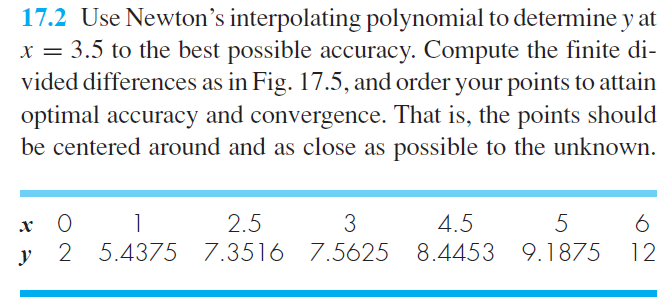 17.2 Use Newton's interpolating polynomial to determine y at
x = 3.5 to the best possible accuracy. Compute the finite di-
vided differences as in Fig. 17.5, and order your points to attain
optimal accuracy and convergence. That is, the points should
be centered around and as close as possible to the unknown.
x 0 1 2.5 3 4.5 5 6
y 2 5.4375 7.3516 7.5625 8.4453 9.1875 12